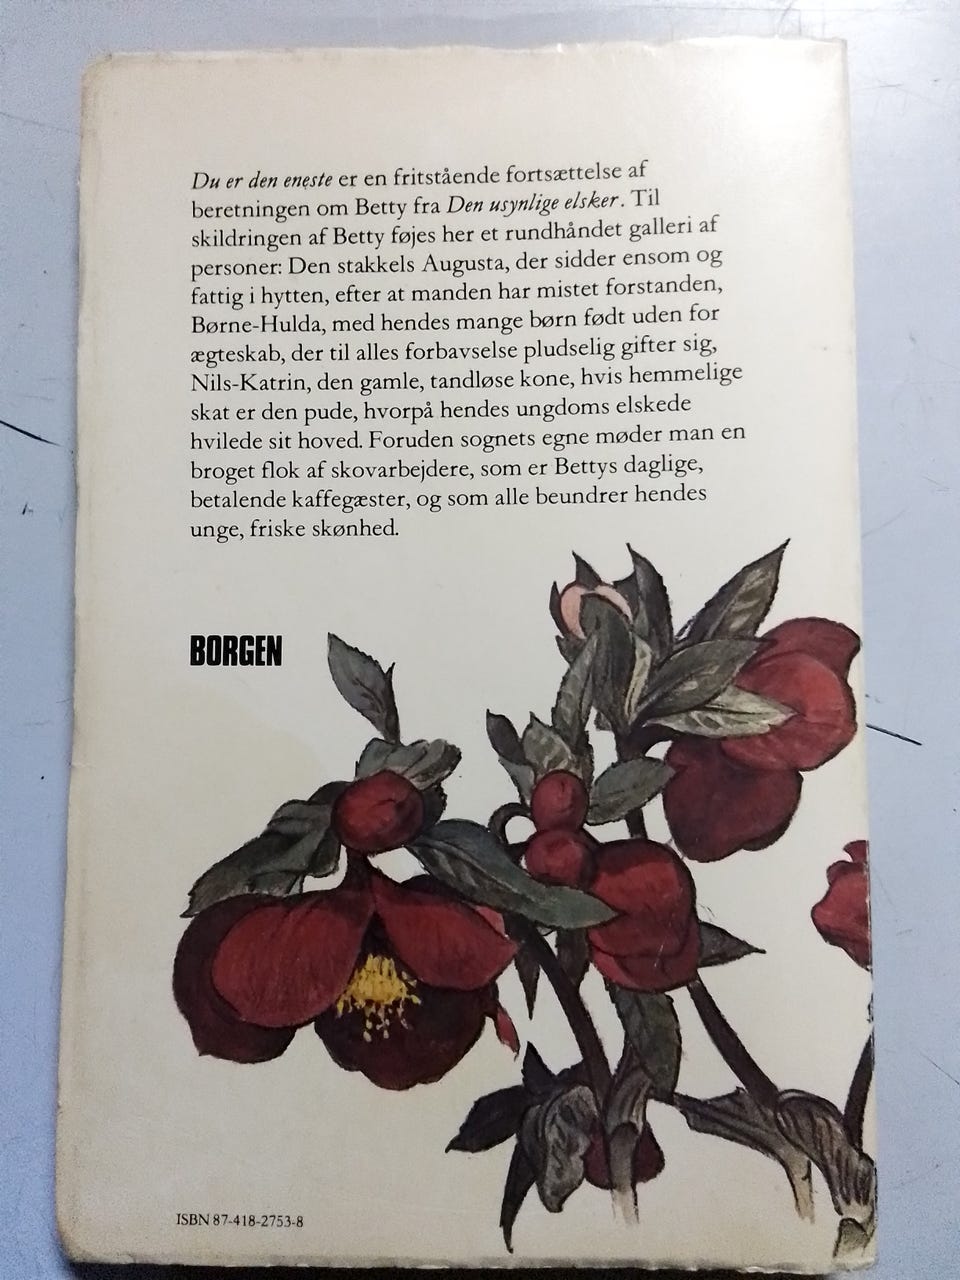 Du er den eneste er en fritstående fortsættelse af
beretningen om Betty fra Den usynlige elsker. Til
skildringen af Betty føjes her et rundhåndet galleri af
personer: Den stakkels Augusta, der sidder ensom og
fattig i hytten, efter at manden har mistet forstanden,
Børne-Hulda, med hendes mange børn født uden for
ægteskab, der til alles forbavselse pludselig gifter sig,
Nils-Katrin, den gamle, tandløse kone, hvis hemmelige
skat er den pude, hvorpå hendes ungdoms elskede
hvilede sit hoved. Foruden sognets egne møder man en
broget flok af skovarbejdere, som er Bettys daglige,
betalende kaffegæster, og som alle beundrer hendes
unge, friske skønhed.
BORGEN
ISBN 87-418-2753-8